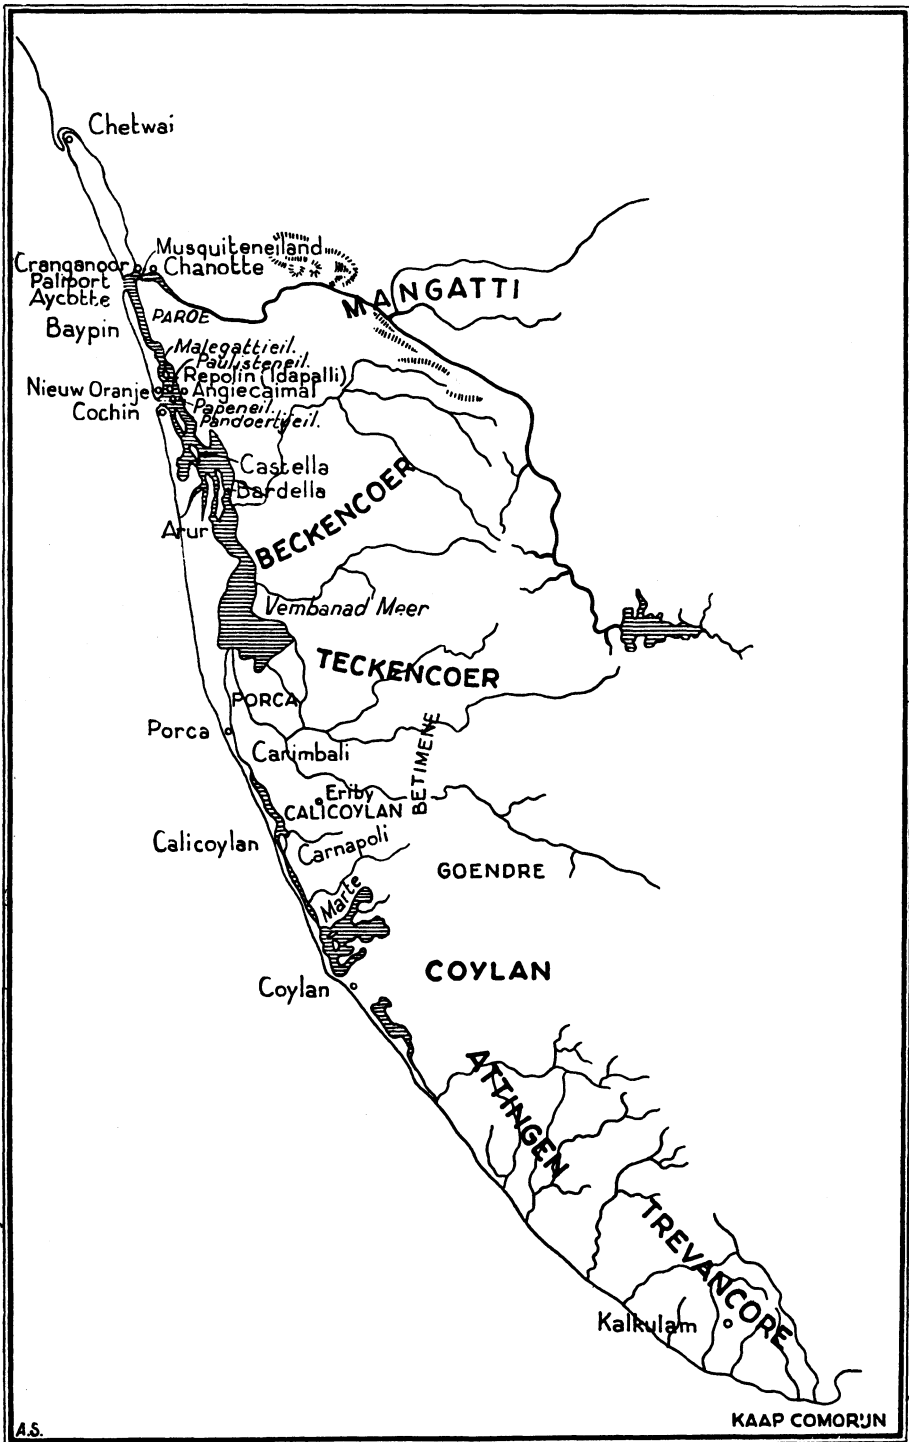 Chetwai
Musquiteneiland
Cranganoor
Chanotte
Paliport
Aycotte
MANGATTI
PAROE
Baypin
Malegattieil.
Paulisteneil.
Repolin (Idapalli)
Nieuw Oranje
Angiecaimal
Papeneil.
Cochin
Pandoertijeil.
Castella
Bardella
Arur
BECKENCOER
Vembanad Meer
TECKENCOER
PORCA
Porca
Carimbali
BETIMENE
Eriby
CALICOYLAN
Calicoylan
Carnapoli
GOENDRE
Marte
COYLAN
Coylan
ATTINGEN
TREVANCORE
Kalkulam
KAAP COMORIJN
A.S.